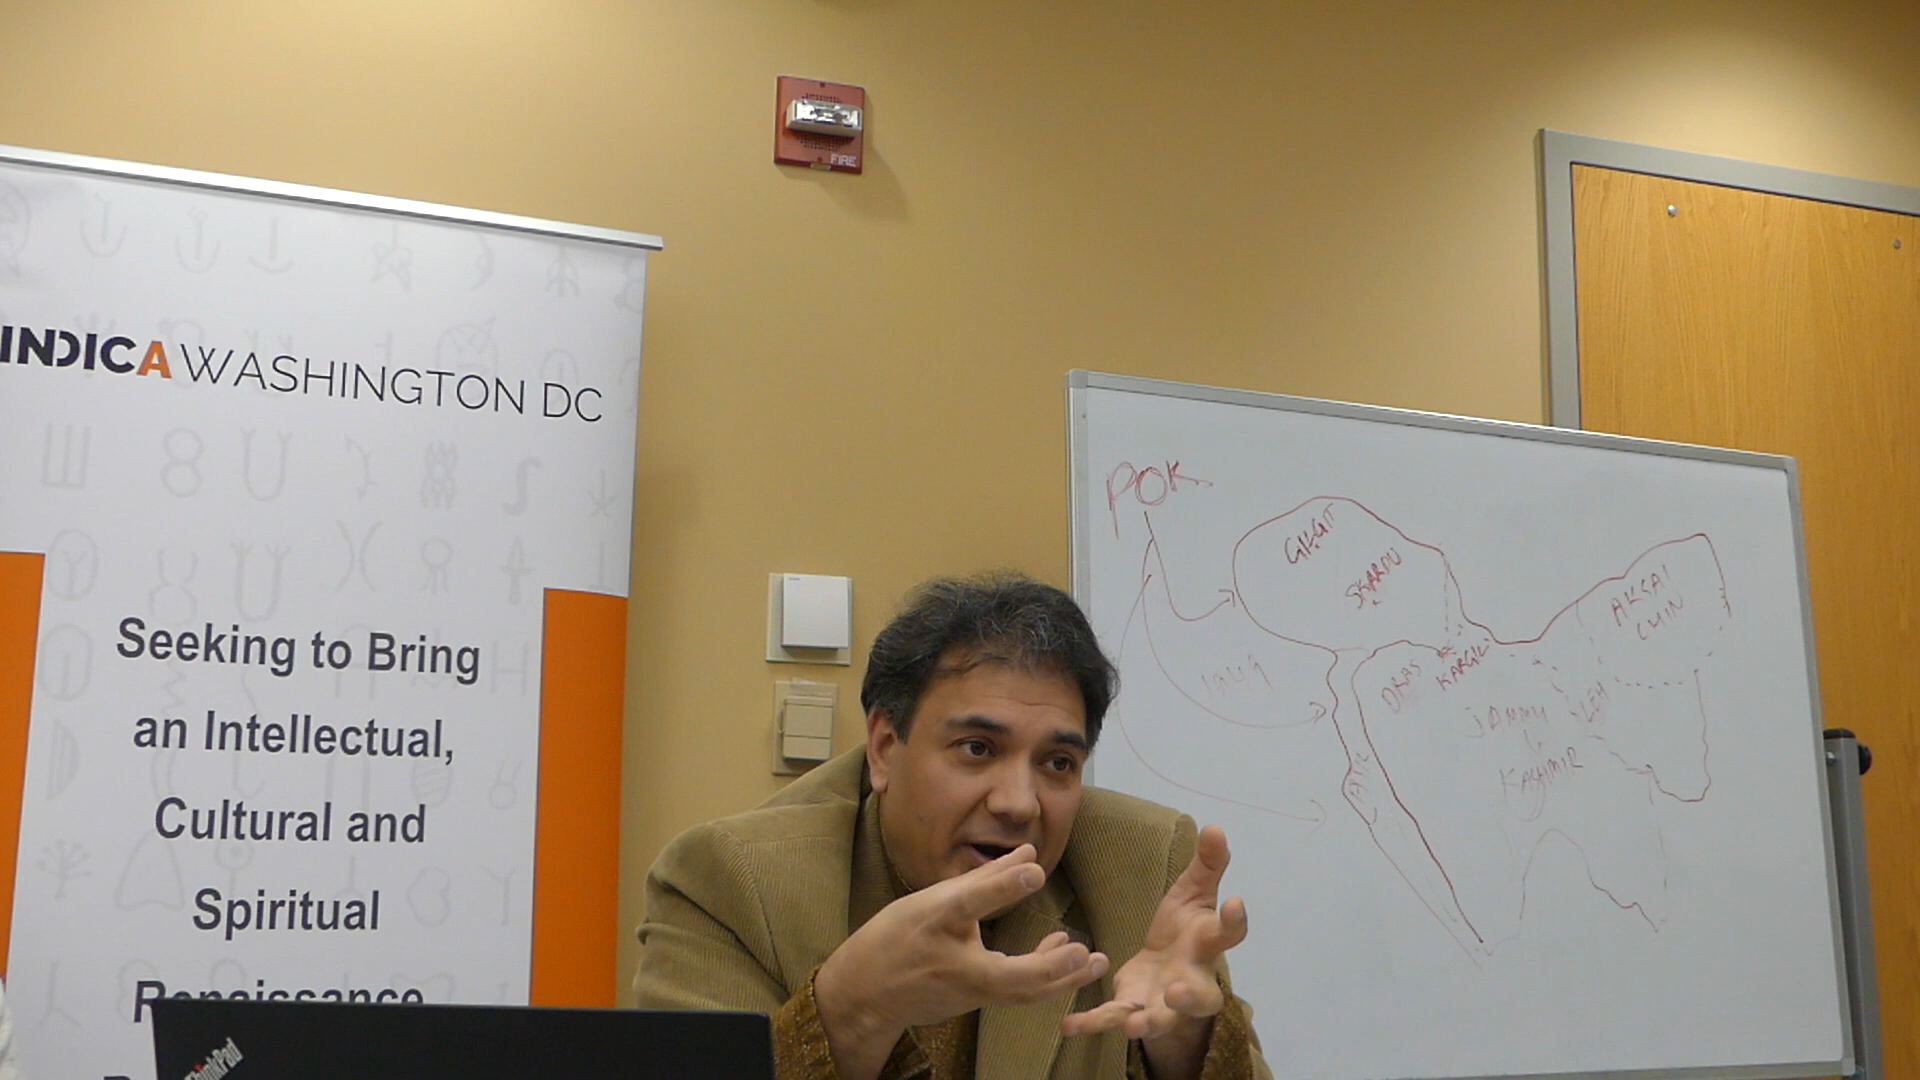 FIRE
INDICA WASHINGTON DC
Seeking to Bring
an Intellectual,
Cultural and
Spiritual
Renaissance
ThinkPad
POK
GILGIT
SKARDU
AKSAI
CHIN
DRAS
KARGIL
LEH
JAMMU
KASHMIR